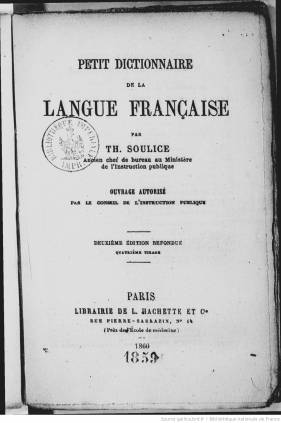 PETIT DICTIONNAIRE
DE LA
LANGUE FRANÇAISE
PAR
TH. SOULICE
Ancien chef de bureau au Ministère
de l'Instruction publique
OUVRAGE AUTORISÉ
PAR LE CONSEIL DE L'INSTRUCTION PUBLIQUE
DEUXIÈME ÉDITION REFONDUE
QUATRIÈME TIRAGE
PARIS
LIBRAIRIE DE L. HACHETTE ET Cie
RUE PIERRE-SARRAZIN, N° 14
(Près de l'École de médecine)
1860
1859
Source gallica.bnf.fr / Bibliothèque nationale de France